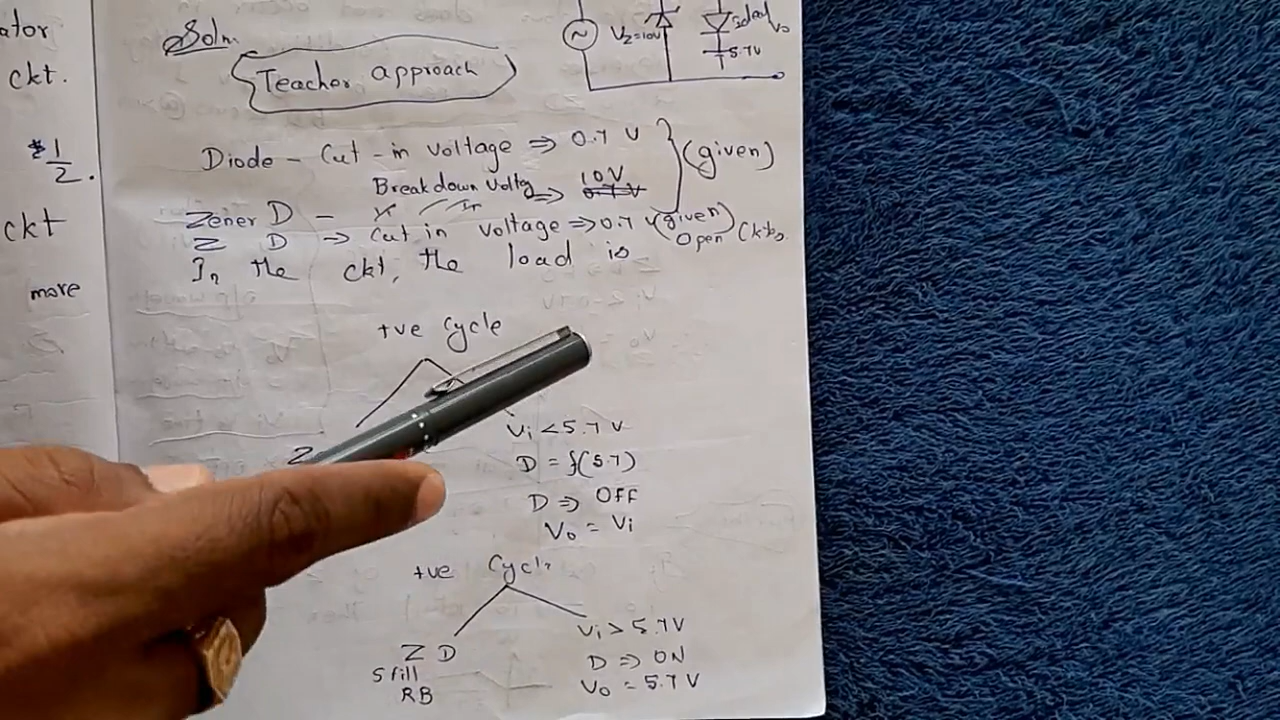 ator
ckt.
1/2.
ckt
more
Soln.
Teacher approach
Vz=10V
ideal
Vo
5.7V
Diode - Cut-in voltage ⇒ 0.7 V
Breakdown Voltg ⇒ 10V
(given)
Zener D -
Z D → Cut in voltage ⇒ 0.7 V (given)
In the ckt, the load is Open Ckt.
+ve Cycle
Z
Vi < 5.7 V
D = f(5.7)
D ⇒ OFF
Vo = Vi
+ve Cycle
Z D
Still
RB
Vi > 5.7V
D ⇒ ON
Vo = 5.7 V